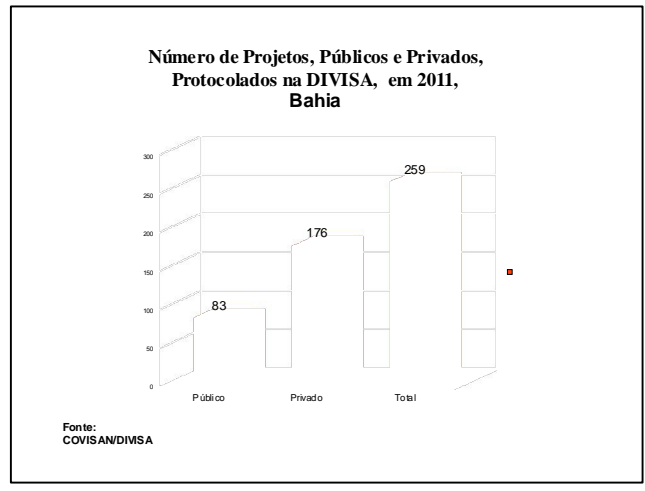 Número de Projetos, Públicos e Privados,
Protocolados na DIVISA, em 2011,
Bahia
300
250
200
150
100
50
0
83
176
259
Público
Privado
Total
Fonte:
COVISAN/DIVISA